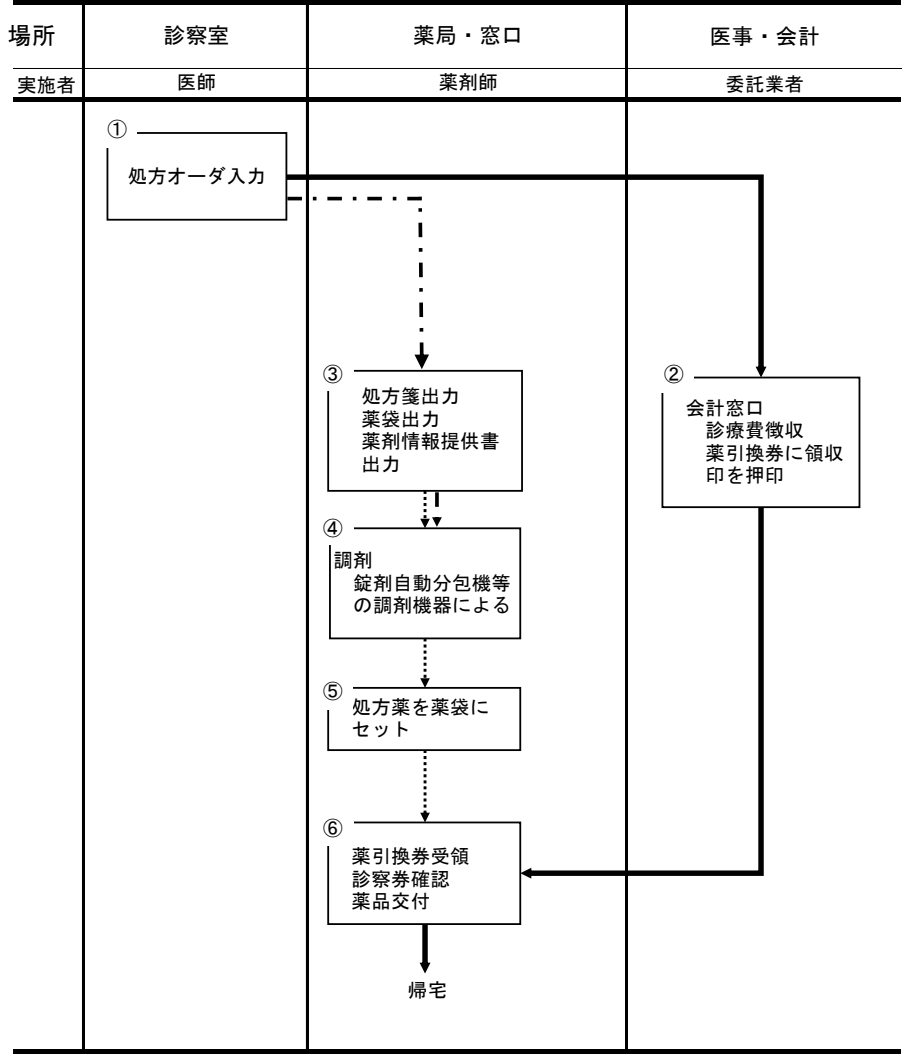 場所
診察室
薬局・窓口
医事・会計
実施者
医師
薬剤師
委託業者
①
処方オーダ入力
②
会計窓口
診療費徴収
薬引換券に領収
印を押印
③
処方箋出力
薬袋出力
薬剤情報提供書
出力
④
調剤
錠剤自動分包機等
の調剤機器による
⑤
処方薬を薬袋に
セット
⑥
薬引換券受領
診察券確認
薬品交付
帰宅